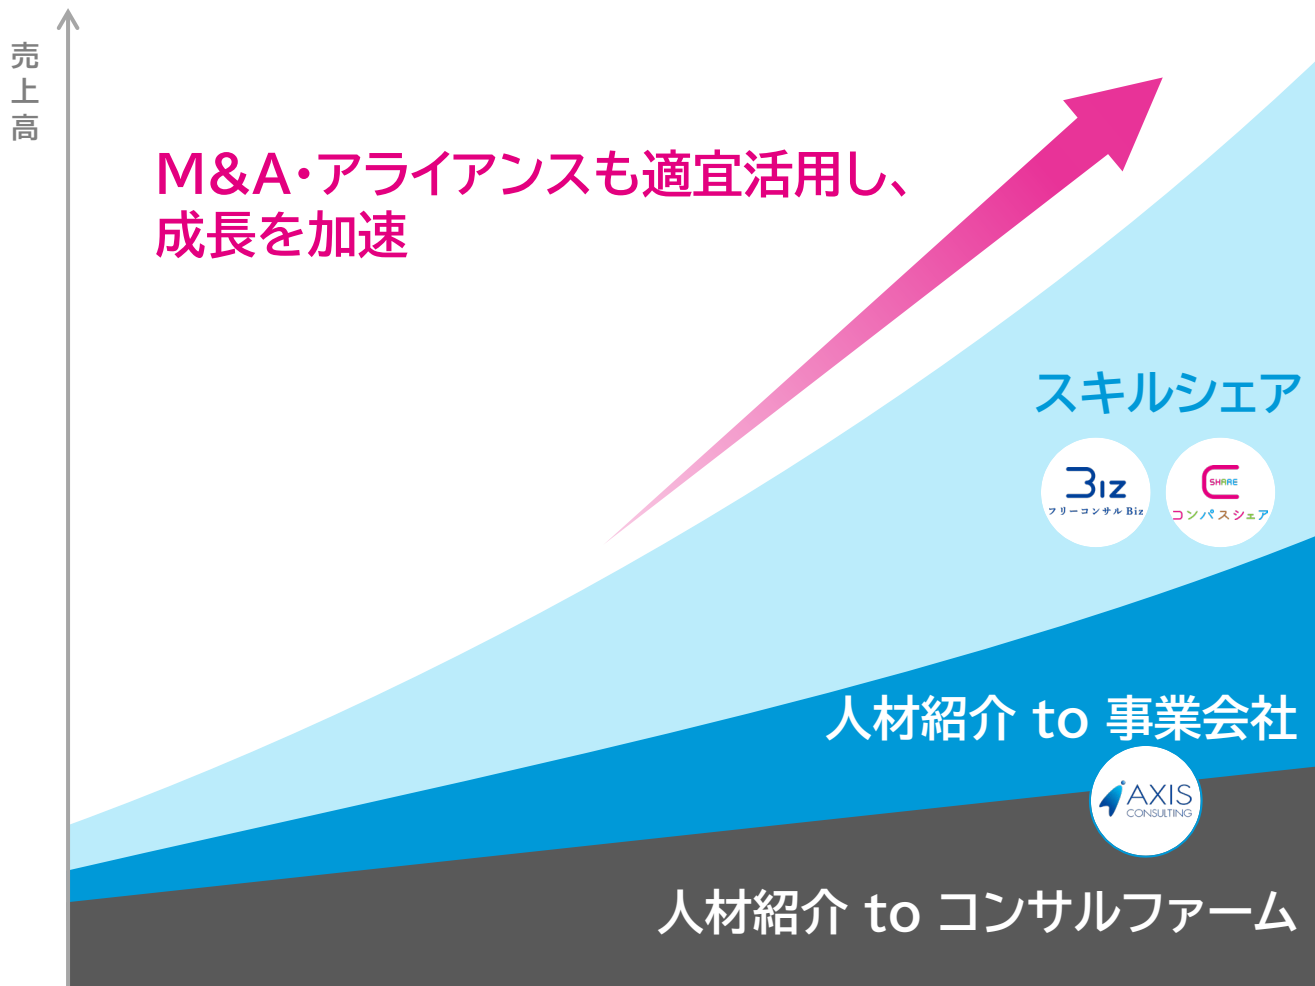 売上高
M&A・アライアンスも適宜活用し、
成長を加速
スキルシェア
Biz
フリーコンサルBiz
SHARE
コンパスシェア
人材紹介 to 事業会社
AXIS
CONSULTING
人材紹介 to コンサルファーム